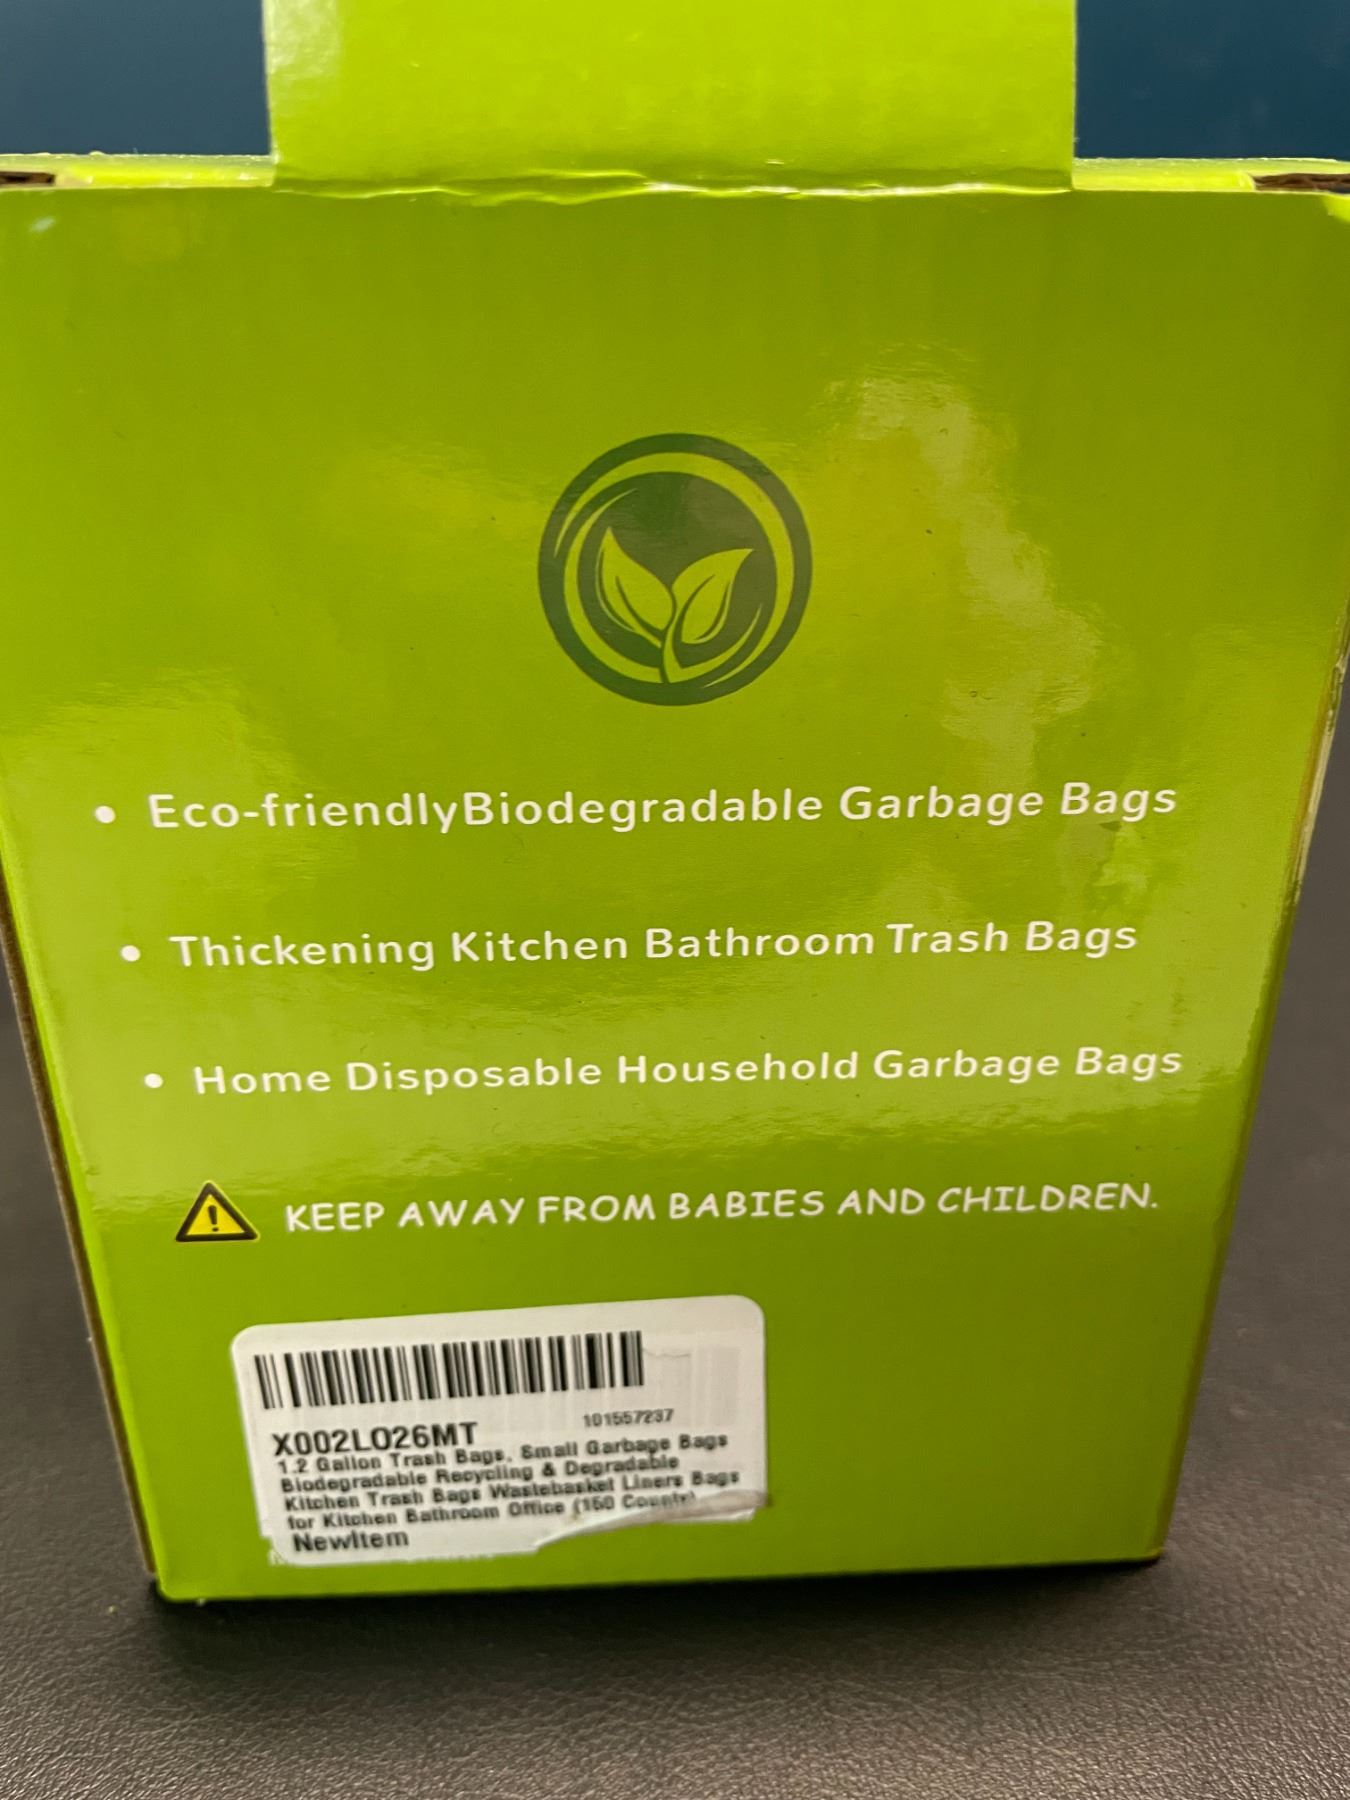 • Eco-friendlyBiodegradable Garbage Bags
• Thickening Kitchen Bathroom Trash Bags
• Home Disposable Household Garbage Bags
KEEP AWAY FROM BABIES AND CHILDREN.
X002LO26MT 101557237
1.2 Gallon Trash Bags, Small Garbage Bags
Biodegradable Recycling & Degradable
Kitchen Trash Bags Wastebasket Liners Bags
for Kitchen Bathroom Office (150 Counts)
NewItem